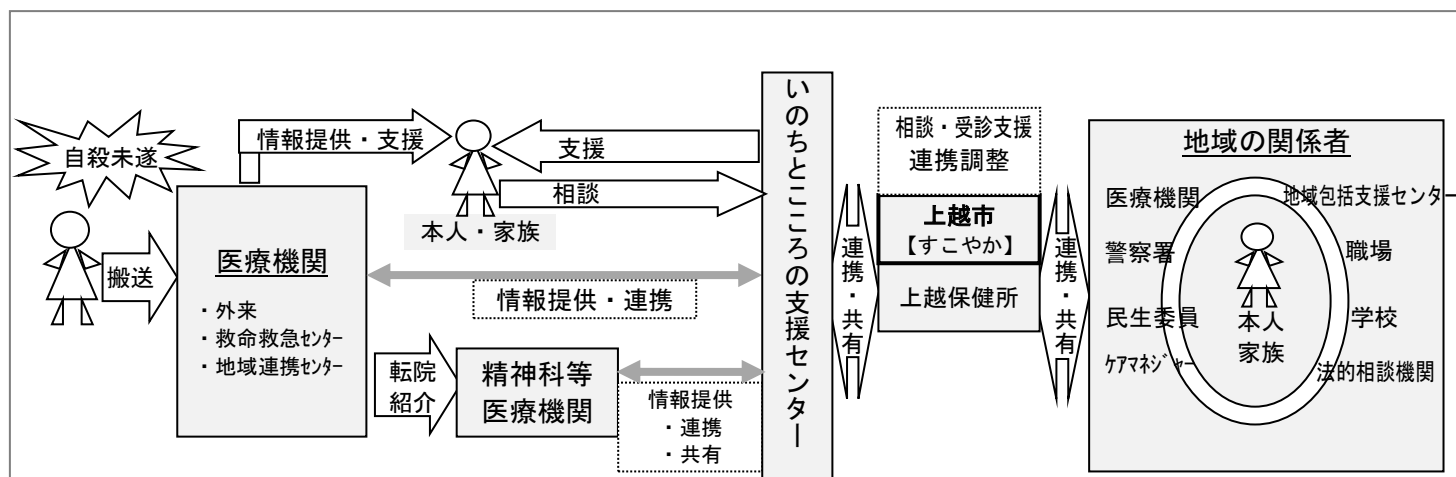 自殺未遂
搬送
医療機関
・外来
・救命救急ｾﾝﾀｰ
・地域連携ｾﾝﾀｰ
情報提供・支援
本人・家族
支援
相談
情報提供・連携
転院
紹介
精神科等
医療機関
情報提供
・連携
・共有
いのちとこころの支援センター
連携・共有
相談・受診支援
連携調整
上越市
【すこやか】
上越保健所
連携・共有
地域の関係者
医療機関
地域包括支援センター
警察署
職場
民生委員
学校
ｹｱﾏﾈｼﾞｬｰ
法的相談機関
本人
家族